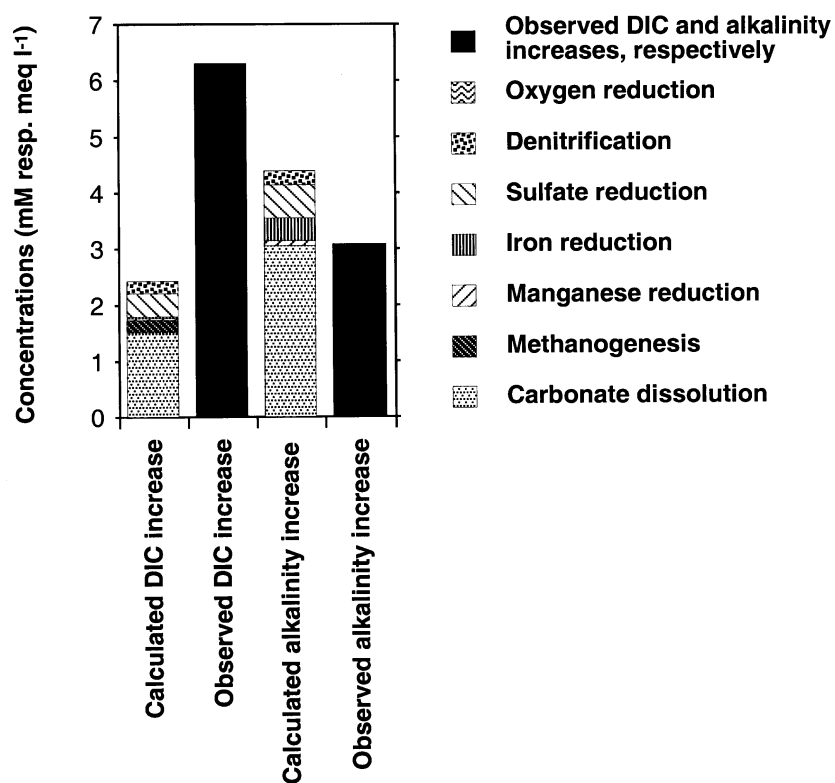 Concentrations (mM resp. meq l-1)
7
6
5
4
3
2
1
0
Calculated DIC increase
Observed DIC increase
Calculated alkalinity increase
Observed alkalinity increase
Observed DIC and alkalinity
increases, respectively
Oxygen reduction
Denitrification
Sulfate reduction
Iron reduction
Manganese reduction
Methanogenesis
Carbonate dissolution